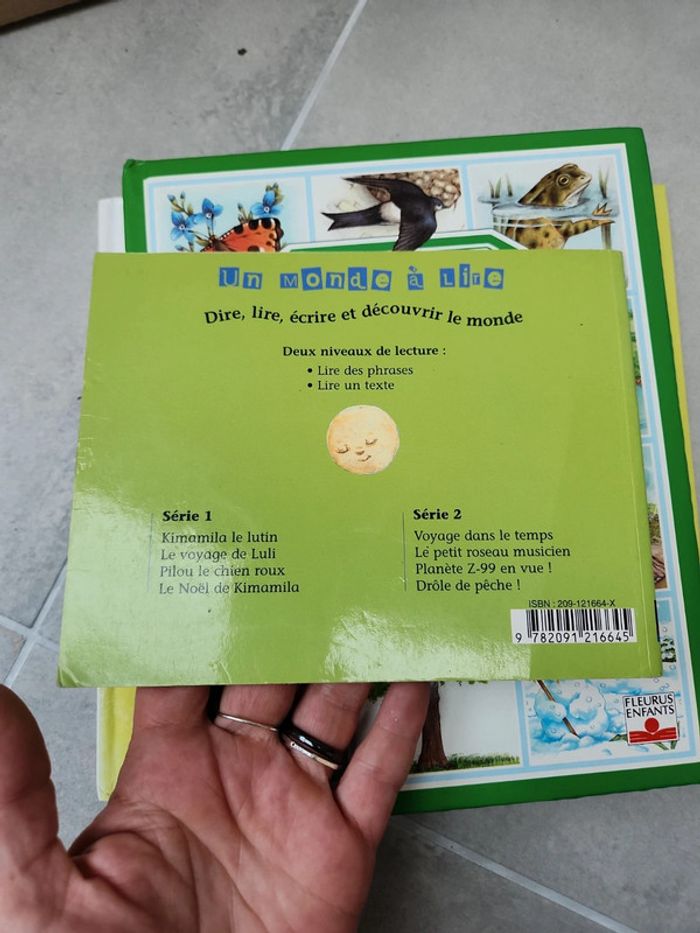 Un Monde à Lire
Dire, lire, écrire et découvrir le monde
Deux niveaux de lecture :
• Lire des phrases
• Lire un texte
Série 1
Kimamila le lutin
Le voyage de Luli
Pilou le chien roux
Le Noël de Kimamila
Série 2
Voyage dans le temps
Le petit roseau musicien
Planète Z-99 en vue !
Drôle de pêche !
ISBN : 209-121664-X
9 782091 216645
FLEURUS
ENFANTS